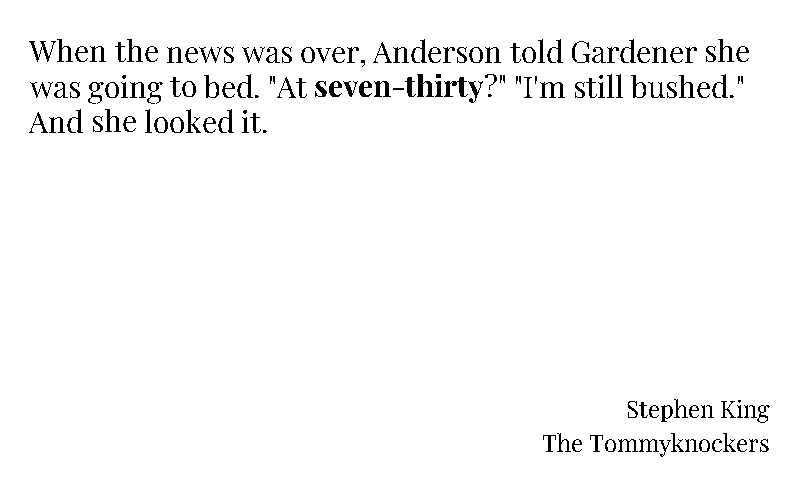 When the news was over, Anderson told Gardener she
was going to bed. "At seven-thirty?" "I'm still bushed."
And she looked it.
Stephen King
The Tommyknockers